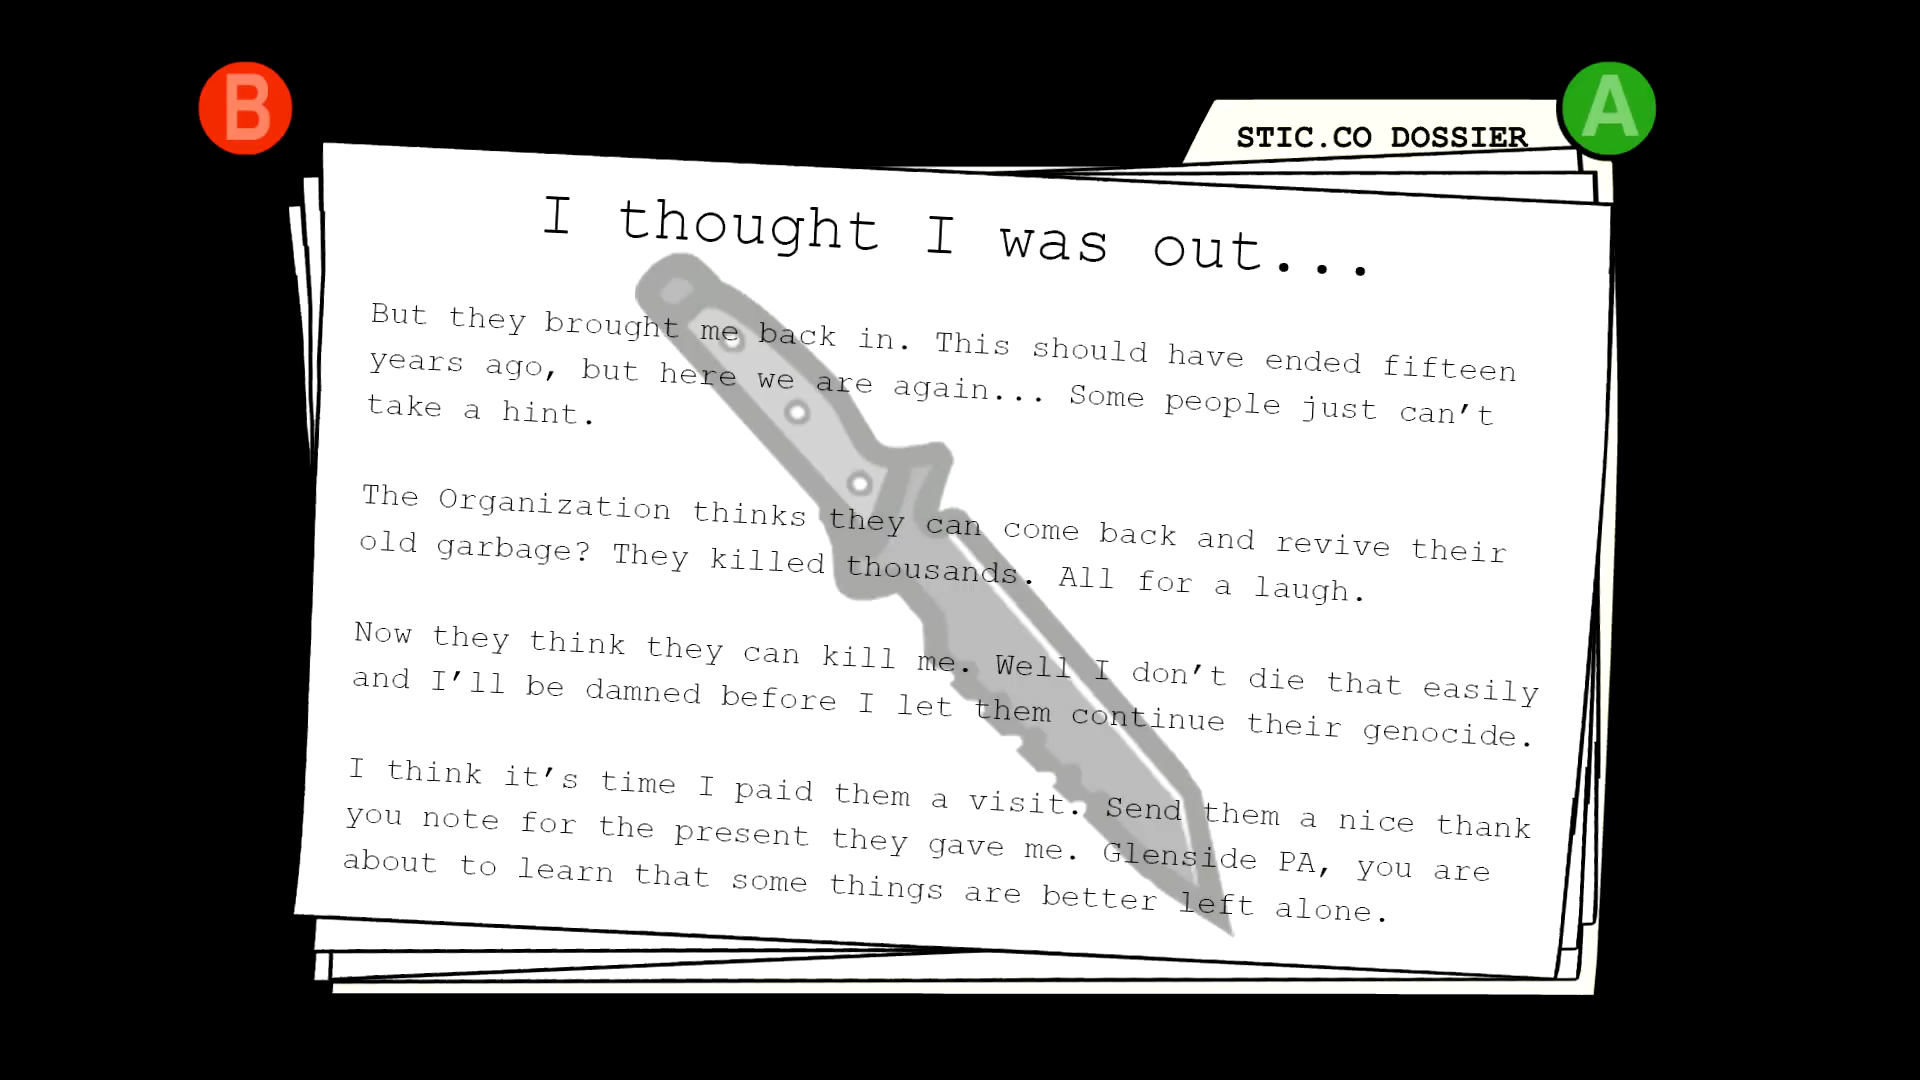 B
A
STIC.CO DOSSIER
I thought I was out...
But they brought me back in. This should have ended fifteen
years ago, but here we are again... Some people just can't
take a hint.
The Organization thinks they can come back and revive their
old garbage? They killed thousands. All for a laugh.
Now they think they can kill me. Well I don't die that easily
and I'll be damned before I let them continue their genocide.
I think it's time I paid them a visit. Send them a nice thank
you note for the present they gave me. Glenside PA, you are
about to learn that some things are better left alone.